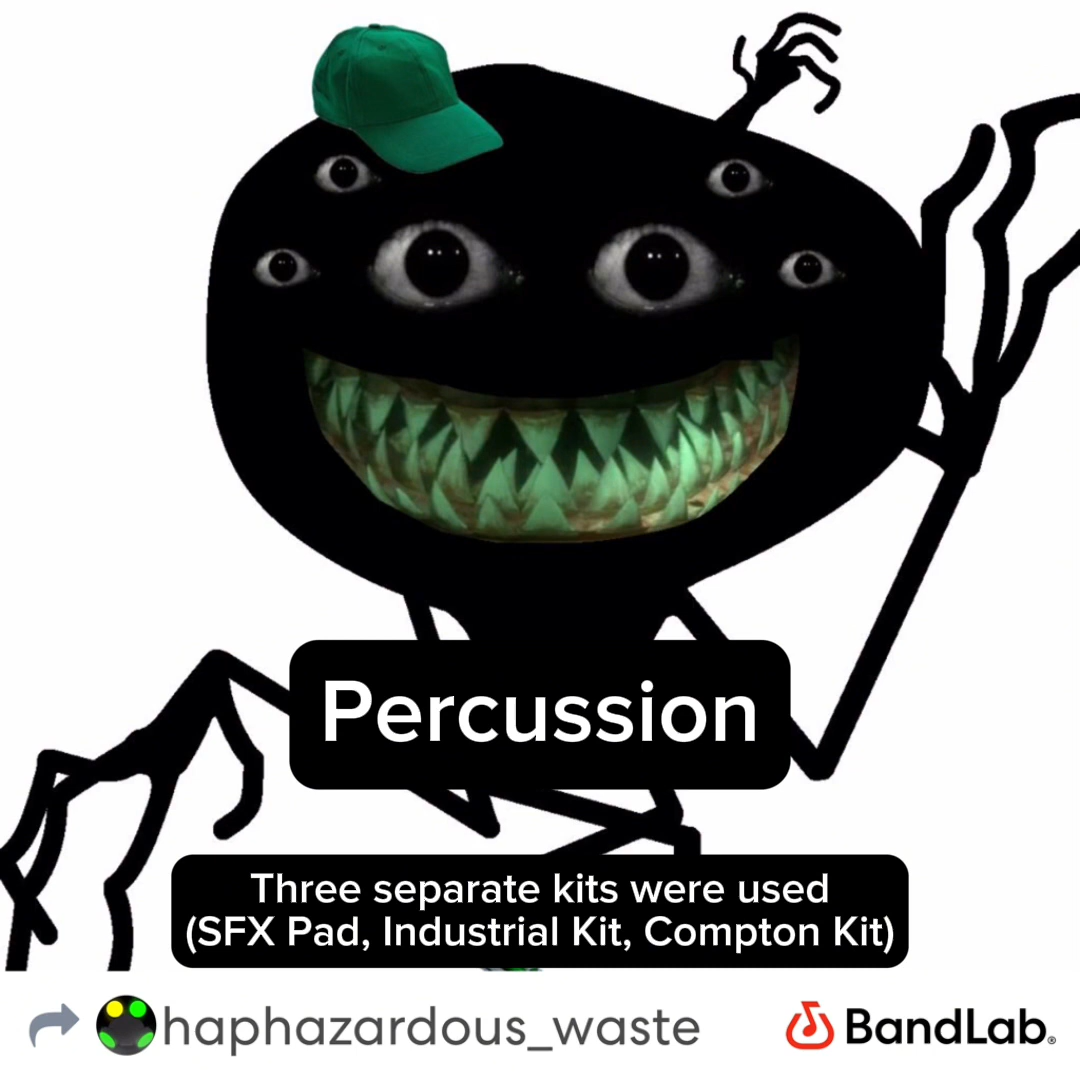 Percussion
Three separate kits were used
(SFX Pad, Industrial Kit, Compton Kit)
haphazardous_waste
BandLab®